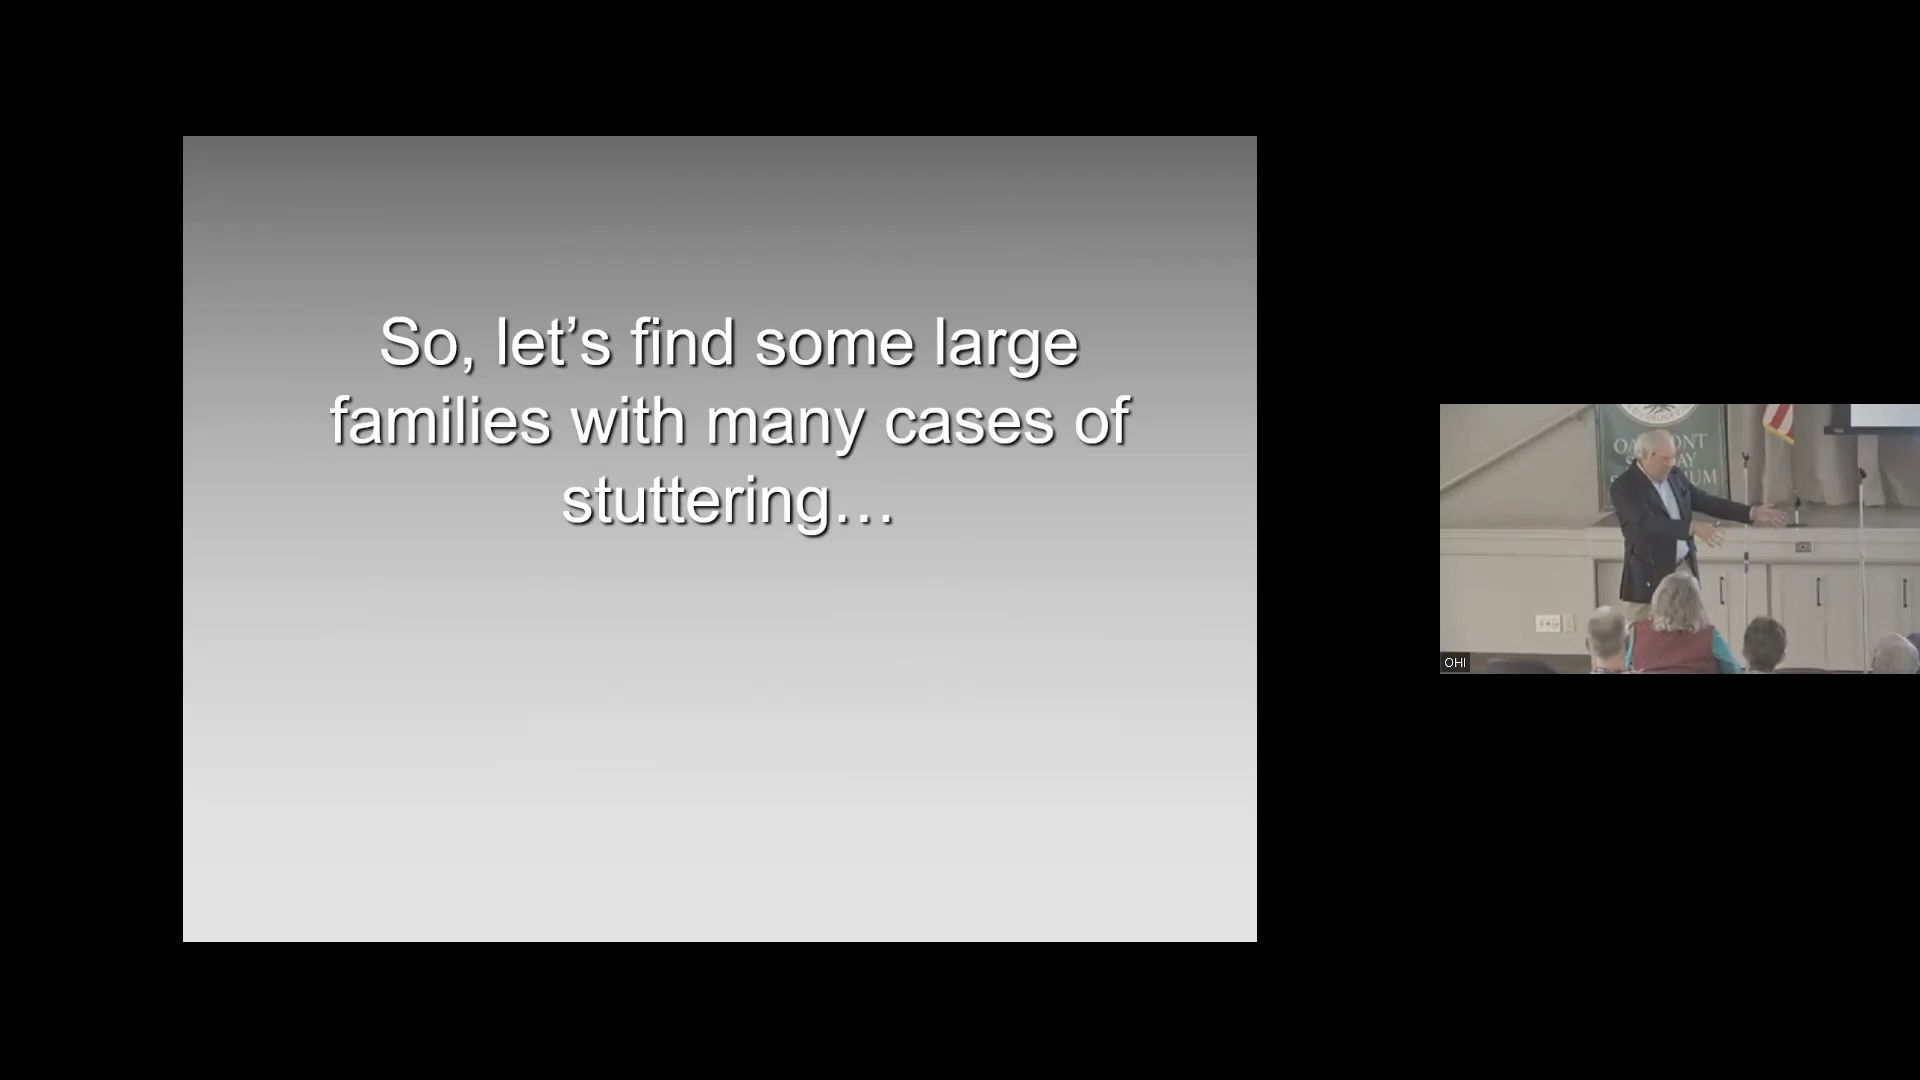 So, let’s find some large
families with many cases of
stuttering…
OHI